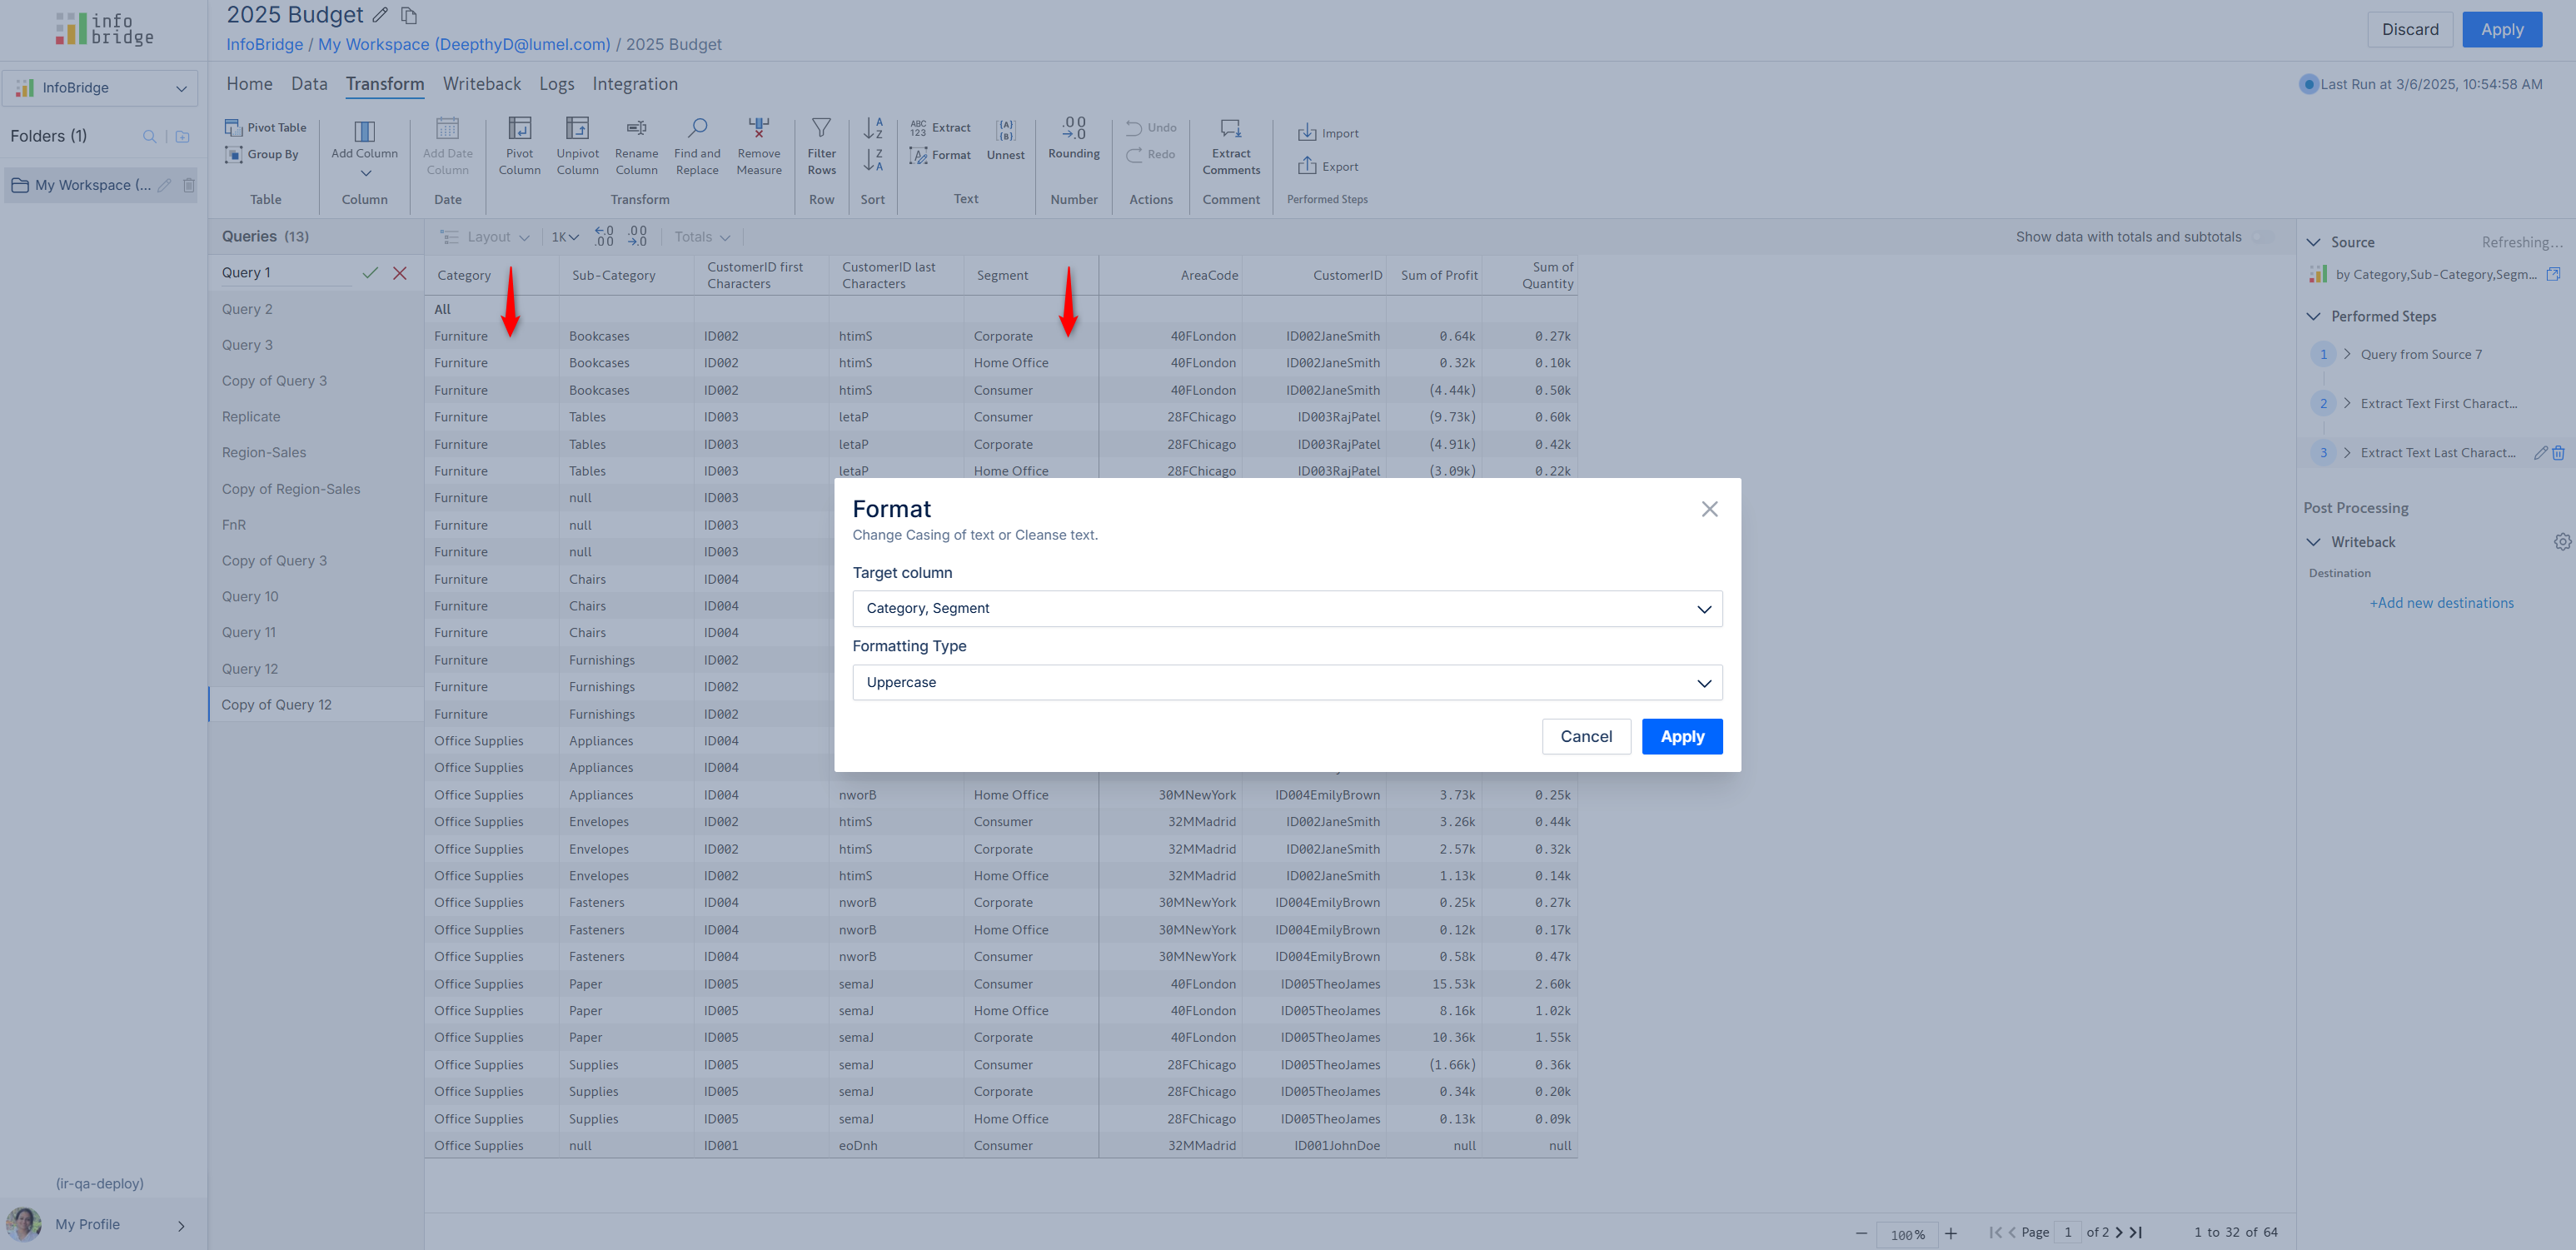 info
bridge
2025 Budget
InfoBridge / My Workspace (DeepthyD@lumel.com) / 2025 Budget
Discard
Apply
InfoBridge
Home Data Transform Writeback Logs Integration
Last Run at 3/6/2025, 10:54:58 AM
Folders (1)
My Workspace (...
Pivot Table
Group By
Table
Add Column
Column
Add Date
Column
Date
Pivot
Column
Unpivot
Column
Rename
Column
Find and
Replace
Remove
Measure
Transform
Filter
Rows
Row
A
Z
Z
A
Sort
ABC
123
Extract
Format
{A}
{B}
Unnest
Text
.00
.0
Rounding
Number
Undo
Redo
Actions
Extract
Comments
Comment
Import
Export
Performed Steps
Queries (13)
Layout 1K .0 .00 .00 .0 Totals
Show data with totals and subtotals
Query 1
Query 2
Query 3
Copy of Query 3
Replicate
Region-Sales
Copy of Region-Sales
FnR
Copy of Query 3
Query 10
Query 11
Query 12
Copy of Query 12
Category Sub-Category CustomerID first Characters CustomerID last Characters Segment AreaCode CustomerID Sum of Profit Sum of Quantity
All
Furniture Bookcases ID002 htimS Corporate 40FLondon ID002JaneSmith 0.64k 0.27k
Furniture Bookcases ID002 htimS Home Office 40FLondon ID002JaneSmith 0.32k 0.10k
Furniture Bookcases ID002 htimS Consumer 40FLondon ID002JaneSmith (4.44k) 0.50k
Furniture Tables ID003 letaP Consumer 28FChicago ID003RajPatel (9.73k) 0.60k
Furniture Tables ID003 letaP Corporate 28FChicago ID003RajPatel (4.91k) 0.42k
Furniture Tables ID003 letaP Home Office 28FChicago ID003RajPatel (3.09k) 0.22k
Furniture null ID003
Furniture null ID003
Furniture null ID003
Furniture Chairs ID004
Furniture Chairs ID004
Furniture Chairs ID004
Furniture Furnishings ID002
Furniture Furnishings ID002
Furniture Furnishings ID002
Office Supplies Appliances ID004
Office Supplies Appliances ID004
Office Supplies Appliances ID004 nworB Home Office 30MNewYork ID004EmilyBrown 3.73k 0.25k
Office Supplies Envelopes ID002 htimS Consumer 32MMadrid ID002JaneSmith 3.26k 0.44k
Office Supplies Envelopes ID002 htimS Corporate 32MMadrid ID002JaneSmith 2.57k 0.32k
Office Supplies Envelopes ID002 htimS Home Office 32MMadrid ID002JaneSmith 1.13k 0.14k
Office Supplies Fasteners ID004 nworB Corporate 30MNewYork ID004EmilyBrown 0.25k 0.27k
Office Supplies Fasteners ID004 nworB Home Office 30MNewYork ID004EmilyBrown 0.12k 0.17k
Office Supplies Fasteners ID004 nworB Consumer 30MNewYork ID004EmilyBrown 0.58k 0.47k
Office Supplies Paper ID005 semaJ Consumer 40FLondon ID005TheoJames 15.53k 2.60k
Office Supplies Paper ID005 semaJ Home Office 40FLondon ID005TheoJames 8.16k 1.02k
Office Supplies Paper ID005 semaJ Corporate 40FLondon ID005TheoJames 10.36k 1.55k
Office Supplies Supplies ID005 semaJ Consumer 28FChicago ID005TheoJames (1.66k) 0.36k
Office Supplies Supplies ID005 semaJ Corporate 28FChicago ID005TheoJames 0.34k 0.20k
Office Supplies Supplies ID005 semaJ Home Office 28FChicago ID005TheoJames 0.13k 0.09k
Office Supplies null ID001 eoDnh Consumer 32MMadrid ID001JohnDoe null null
Format
Change Casing of text or Cleanse text.
Target column
Category, Segment
Formatting Type
Uppercase
Cancel
Apply
Source
Refreshing...
by Category,Sub-Category,Segm...
Performed Steps
1 Query from Source 7
2 Extract Text First Charact...
3 Extract Text Last Charact...
Post Processing
Writeback
Destination
+Add new destinations
(ir-qa-deploy)
My Profile
100%
Page 1 of 2
1 to 32 of 64